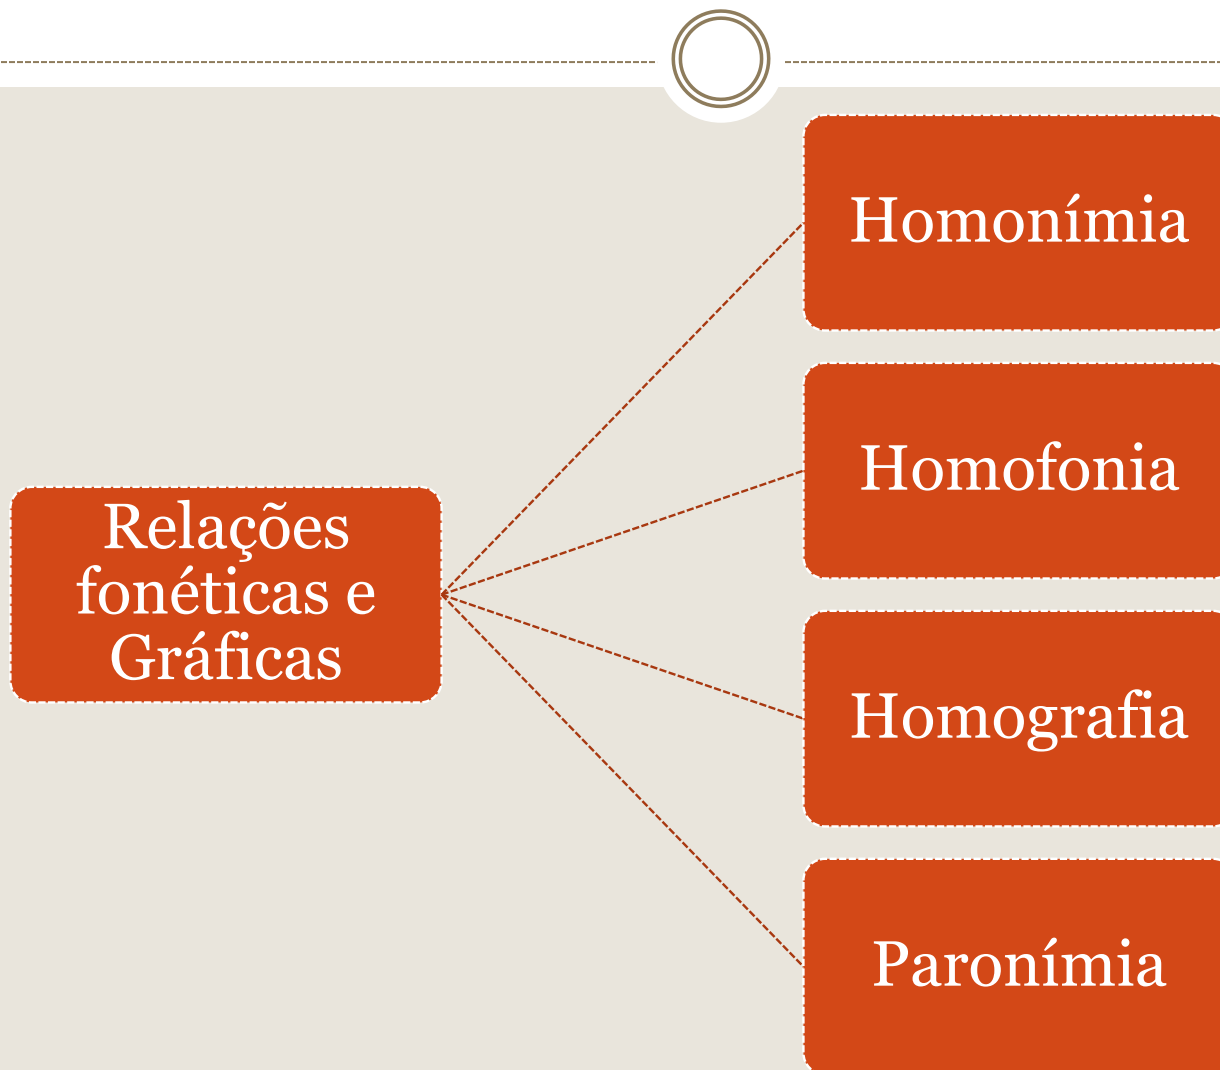 Relações
fonéticas e
Gráficas
Homonímia
Homofonia
Homografia
Paronímia